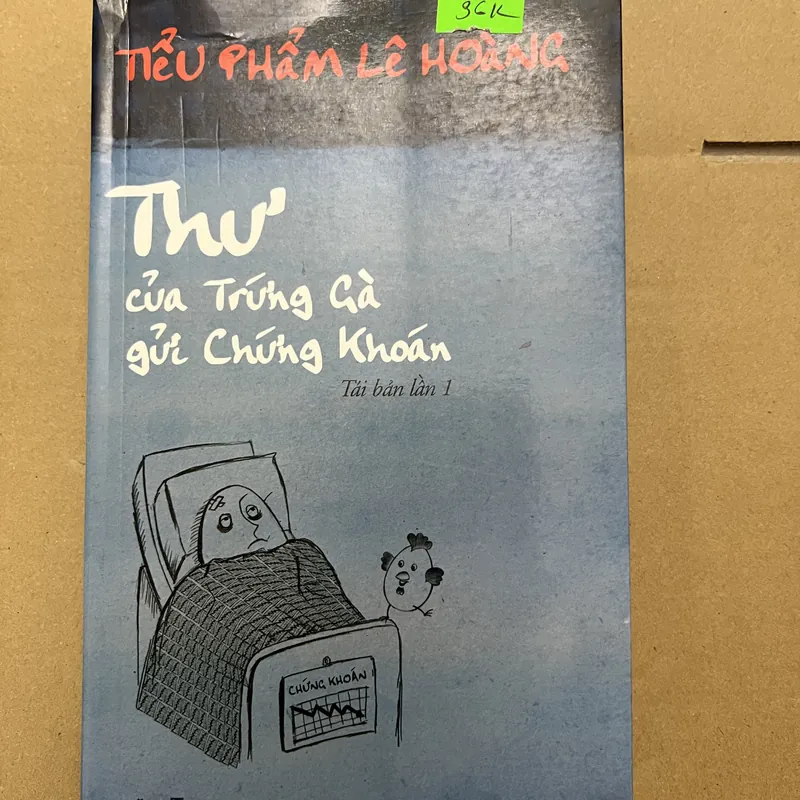 36K
TIỂU PHẨM LÊ HOÀNG
Thư
của Trứng Gà
gửi Chứng Khoán
Tái bản lần 1
CHỨNG KHOÁN